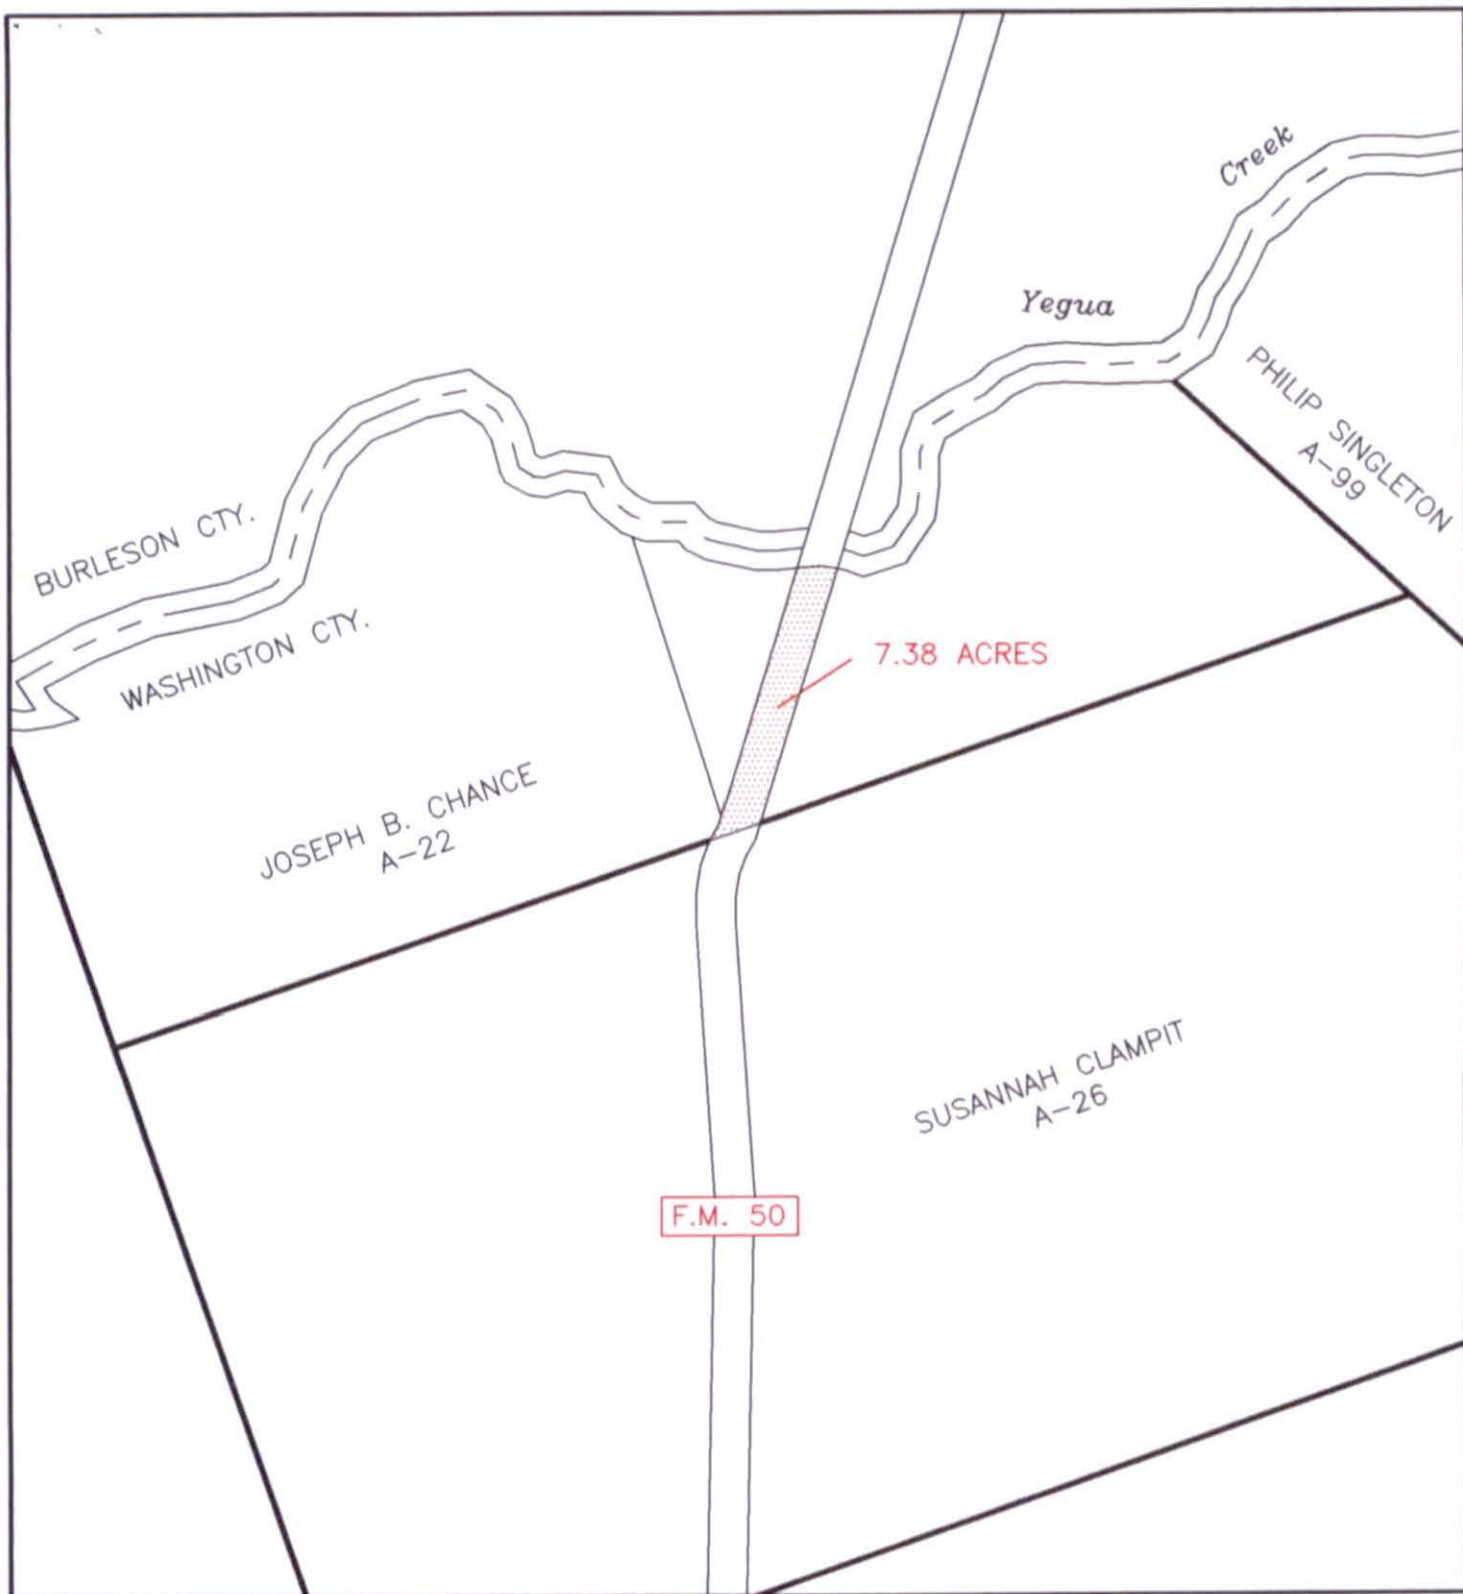 Creek
Yegua
PHILIP SINGLETON
A-99
BURLESON CTY.
WASHINGTON CTY.
7.38 ACRES
JOSEPH B. CHANCE
A-22
SUSANNAH CLAMPIT
A-26
F.M. 50